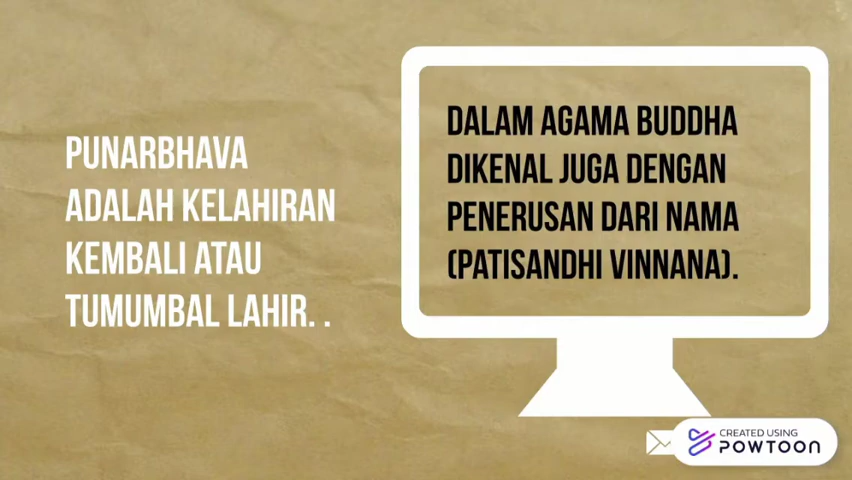 PUNARBHAVA
ADALAH KELAHIRAN
KEMBALI ATAU
TUMUMBAL LAHIR. .
DALAM AGAMA BUDDHA
DIKENAL JUGA DENGAN
PENERUSAN DARI NAMA
(PATISANDHI VINNANA).
CREATED USING
POWTOON